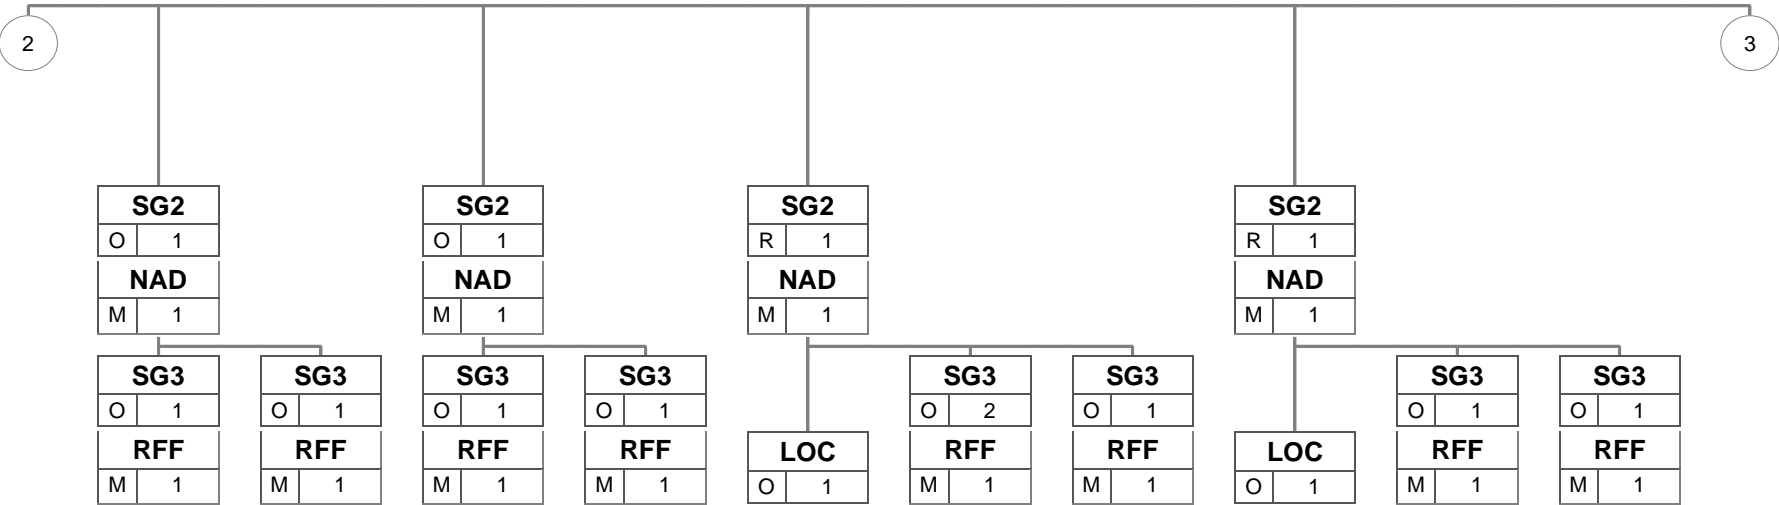 2 3
SG2 SG2 SG2 SG2
O 1 O 1 R 1 R 1
NAD NAD NAD NAD
M 1 M 1 M 1 M 1
SG3 SG3 SG3 SG3 SG3 SG3 SG3 SG3
O 1 O 1 O 1 O 1 O 2 O 1 O 1 O 1
RFF RFF RFF RFF LOC RFF RFF LOC RFF RFF
M 1 M 1 M 1 M 1 O 1 M 1 M 1 O 1 M 1 M 1